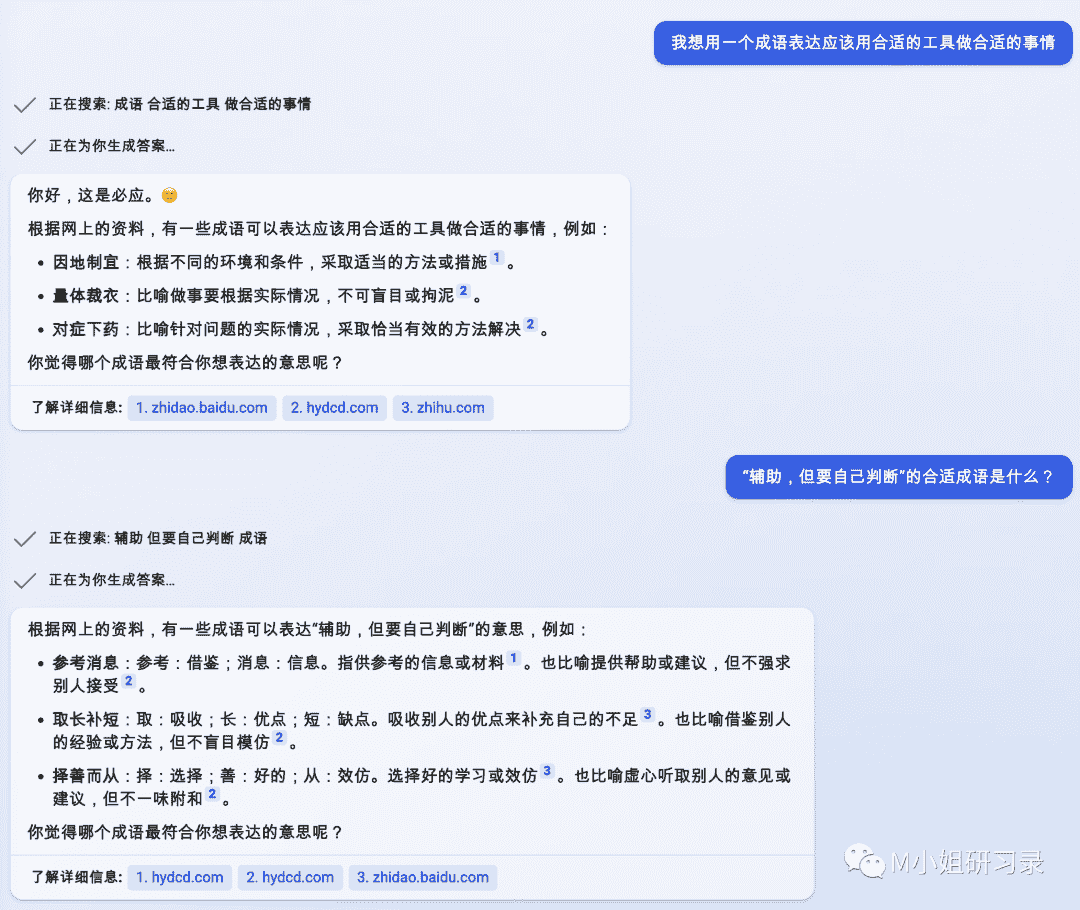 我想用一个成语表达应该用合适的工具做合适的事情
正在搜索: 成语 合适的工具 做合适的事情
正在为你生成答案...
你好，这是必应。
根据网上的资料，有一些成语可以表达应该用合适的工具做合适的事情，例如：
• 因地制宜：根据不同的环境和条件，采取适当的方法或措施 1 。
• 量体裁衣：比喻做事要根据实际情况，不可盲目或拘泥 2 。
• 对症下药：比喻针对问题的实际情况，采取恰当有效的方法解决 2 。
你觉得哪个成语最符合你想表达的意思呢？
了解详细信息: 1. zhidao.baidu.com 2. hydcd.com 3. zhihu.com
“辅助，但要自己判断”的合适成语是什么？
正在搜索: 辅助 但要自己判断 成语
正在为你生成答案...
根据网上的资料，有一些成语可以表达“辅助，但要自己判断”的意思，例如：
• 参考消息：参考：借鉴；消息：信息。指供参考的信息或材料 1 。也比喻提供帮助或建议，但不强求
别人接受 2 。
• 取长补短：取：吸收；长：优点；短：缺点。吸收别人的优点来补充自己的不足 3 。也比喻借鉴别人
的经验或方法，但不盲目模仿 2 。
• 择善而从：择：选择；善：好的；从：效仿。选择好的学习或效仿 3 。也比喻虚心听取别人的意见或
建议，但不一味附和 2 。
你觉得哪个成语最符合你想表达的意思呢？
了解详细信息: 1. hydcd.com 2. hydcd.com 3. zhidao.baidu.com
M小姐研习录